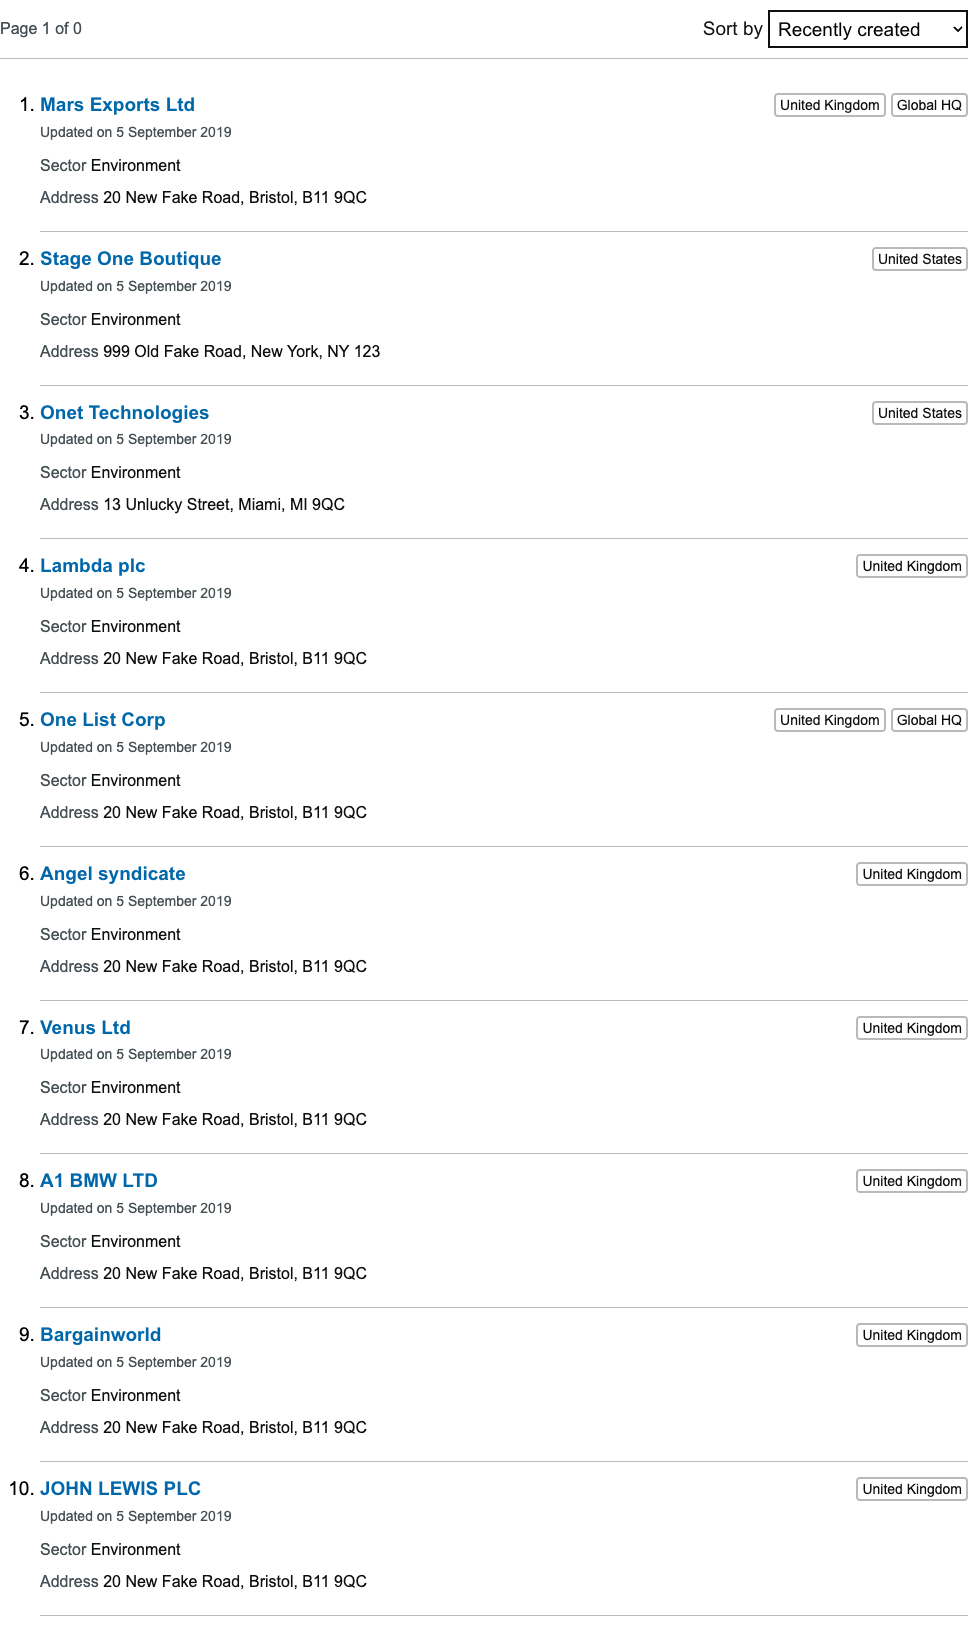 Page 1 of 0
Sort by Recently created
1. Mars Exports Ltd United Kingdom Global HQ
Updated on 5 September 2019
Sector Environment
Address 20 New Fake Road, Bristol, B11 9QC
2. Stage One Boutique United States
Updated on 5 September 2019
Sector Environment
Address 999 Old Fake Road, New York, NY 123
3. Onet Technologies United States
Updated on 5 September 2019
Sector Environment
Address 13 Unlucky Street, Miami, MI 9QC
4. Lambda plc United Kingdom
Updated on 5 September 2019
Sector Environment
Address 20 New Fake Road, Bristol, B11 9QC
5. One List Corp United Kingdom Global HQ
Updated on 5 September 2019
Sector Environment
Address 20 New Fake Road, Bristol, B11 9QC
6. Angel syndicate United Kingdom
Updated on 5 September 2019
Sector Environment
Address 20 New Fake Road, Bristol, B11 9QC
7. Venus Ltd United Kingdom
Updated on 5 September 2019
Sector Environment
Address 20 New Fake Road, Bristol, B11 9QC
8. A1 BMW LTD United Kingdom
Updated on 5 September 2019
Sector Environment
Address 20 New Fake Road, Bristol, B11 9QC
9. Bargainworld United Kingdom
Updated on 5 September 2019
Sector Environment
Address 20 New Fake Road, Bristol, B11 9QC
10. JOHN LEWIS PLC United Kingdom
Updated on 5 September 2019
Sector Environment
Address 20 New Fake Road, Bristol, B11 9QC